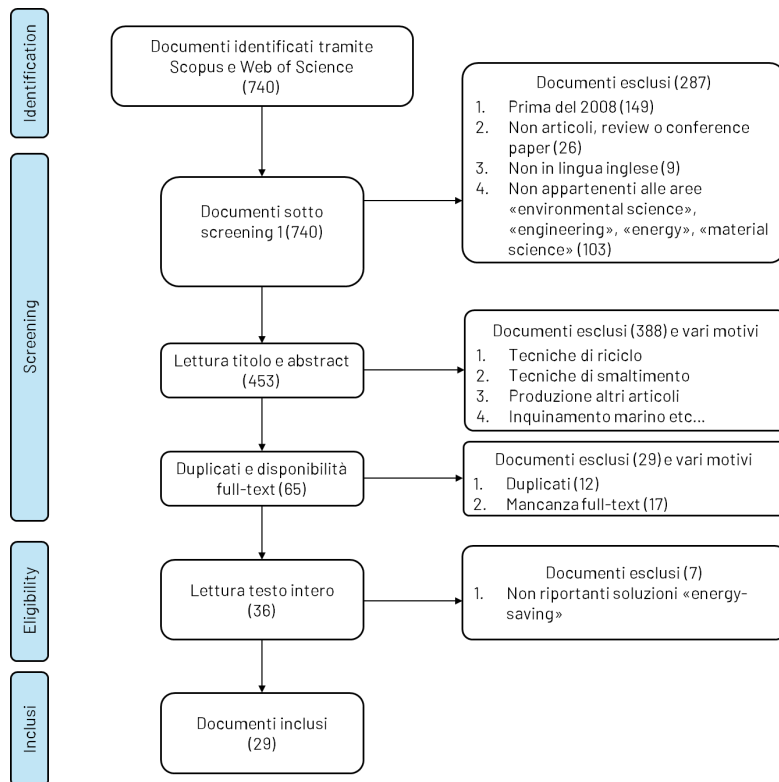 Identification
Documenti identificati tramite
Scopus e Web of Science
(740)
Documenti esclusi (287)
1. Prima del 2008 (149)
2. Non articoli, review o conference
paper (26)
3. Non in lingua inglese (9)
4. Non appartenenti alle aree
«environmental science»,
«engineering», «energy», «material
science» (103)
Screening
Documenti sotto
screening 1 (740)
Lettura titolo e abstract
(453)
Documenti esclusi (388) e vari motivi
1. Tecniche di riciclo
2. Tecniche di smaltimento
3. Produzione altri articoli
4. Inquinamento marino etc...
Duplicati e disponibilità
full-text (65)
Documenti esclusi (29) e vari motivi
1. Duplicati (12)
2. Mancanza full-text (17)
Eligibility
Lettura testo intero
(36)
Documenti esclusi (7)
1. Non riportanti soluzioni «energy-
saving»
Inclusi
Documenti inclusi
(29)